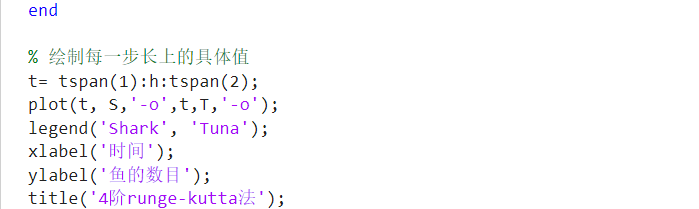 end
% 绘制每一步长上的具体值
t= tspan(1):h:tspan(2);
plot(t, S,'-o',t,T,'-o');
legend('Shark', 'Tuna');
xlabel('时间');
ylabel('鱼的数目');
title('4阶runge-kutta法');